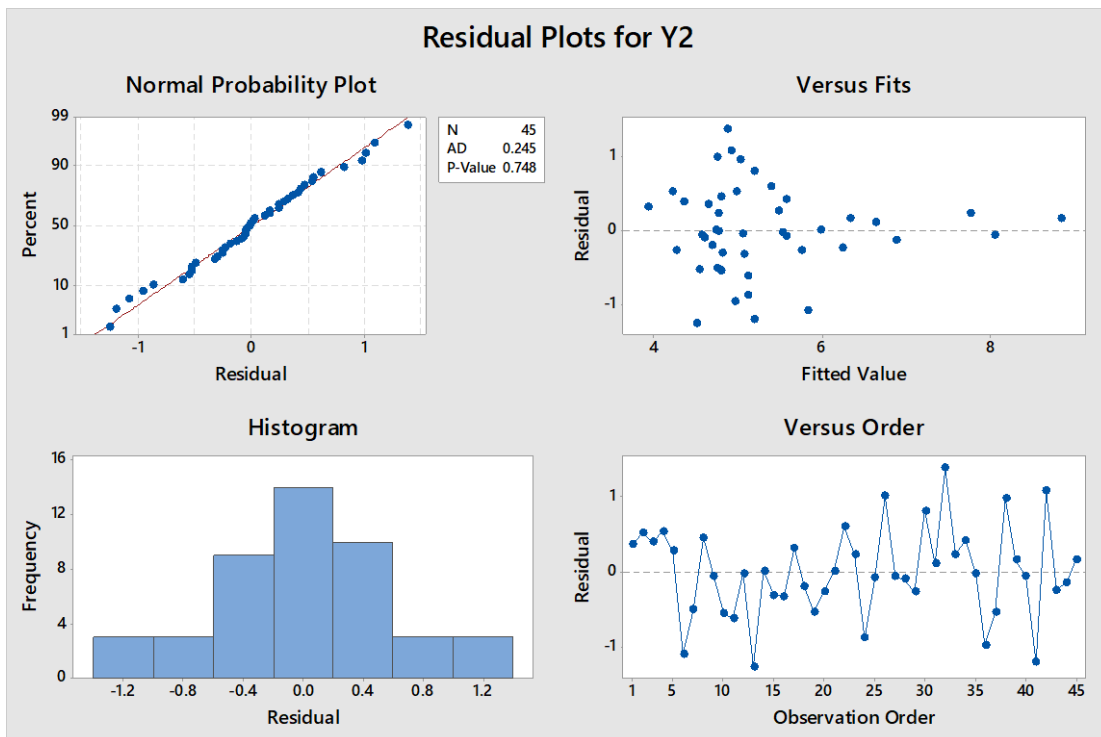 Residual Plots for Y2
Normal Probability Plot
99
90
50
10
1
Percent
-1
0
1
Residual
N 45
AD 0.245
P-Value 0.748
Versus Fits
1
0
-1
Residual
4
6
8
Fitted Value
Histogram
16
12
8
4
0
Frequency
-1.2 -0.8 -0.4 0.0 0.4 0.8 1.2
Residual
Versus Order
1
0
-1
Residual
1 5 10 15 20 25 30 35 40 45
Observation Order